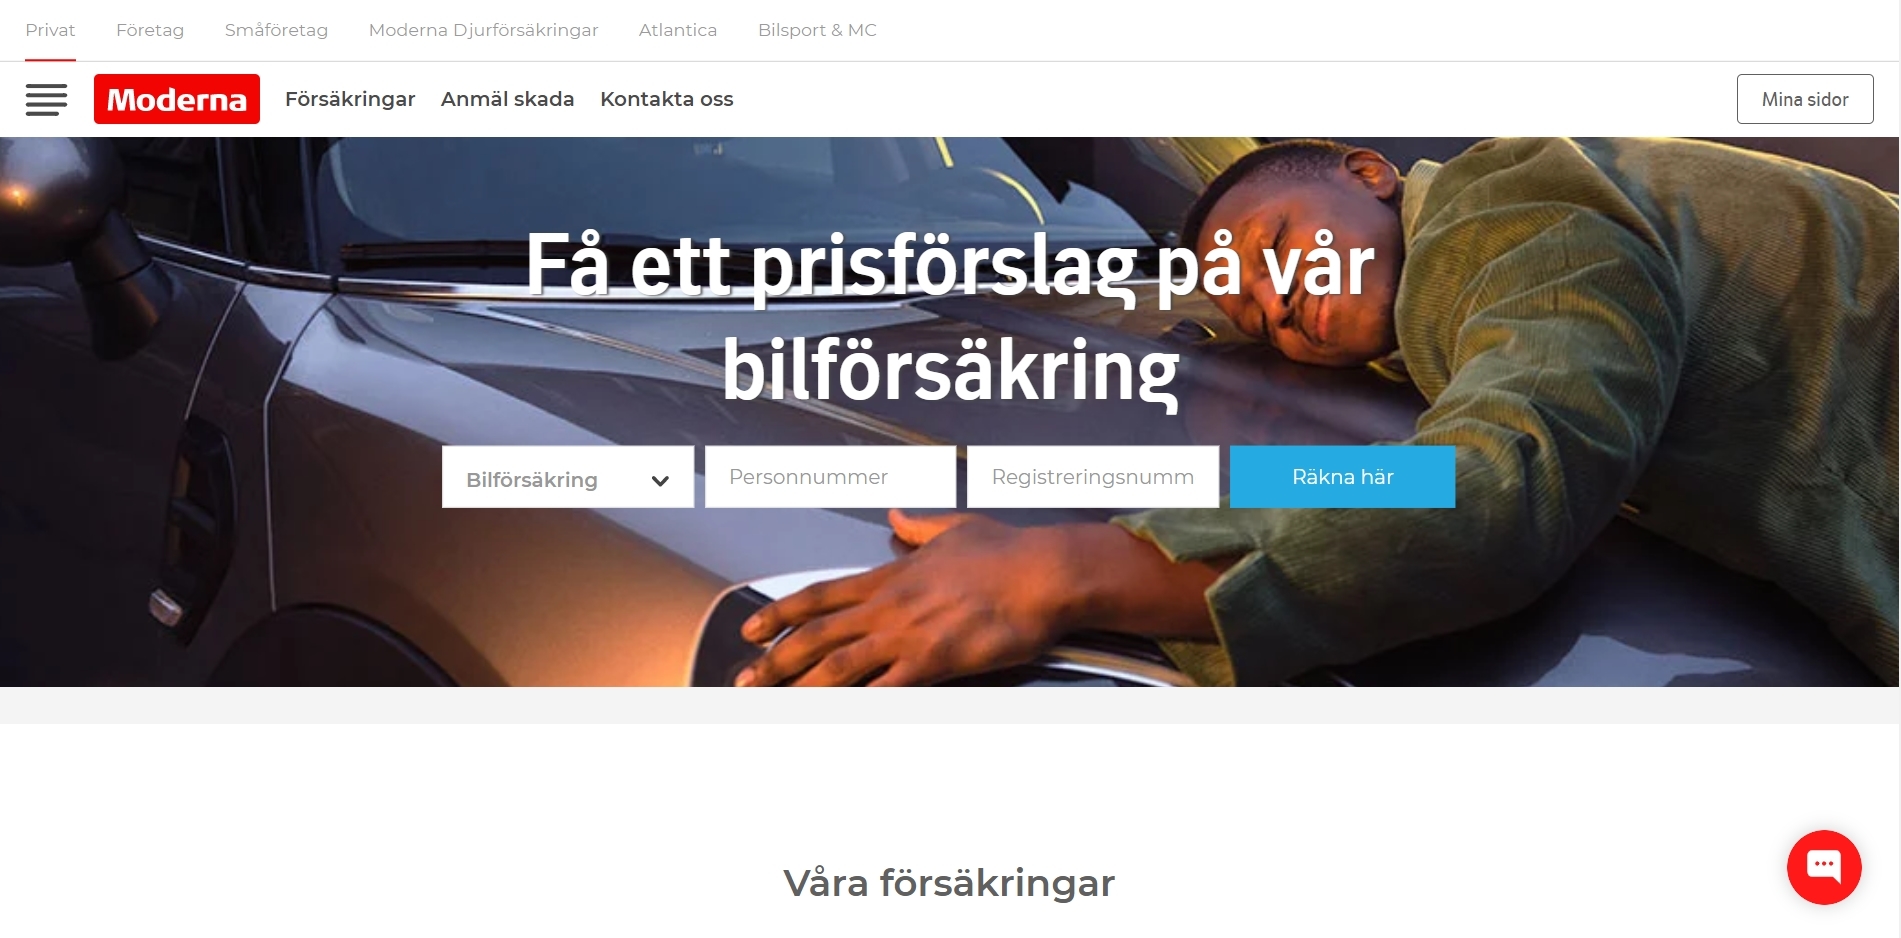 Privat Företag Småföretag Moderna Djurförsäkringar Atlantica Bilsport & MC
Moderna Försäkringar Anmäl skada Kontakta oss Mina sidor
Få ett prisförslag på vår
bilförsäkring
Bilförsäkring Personnummer Registreringsnumm Räkna här
Våra försäkringar